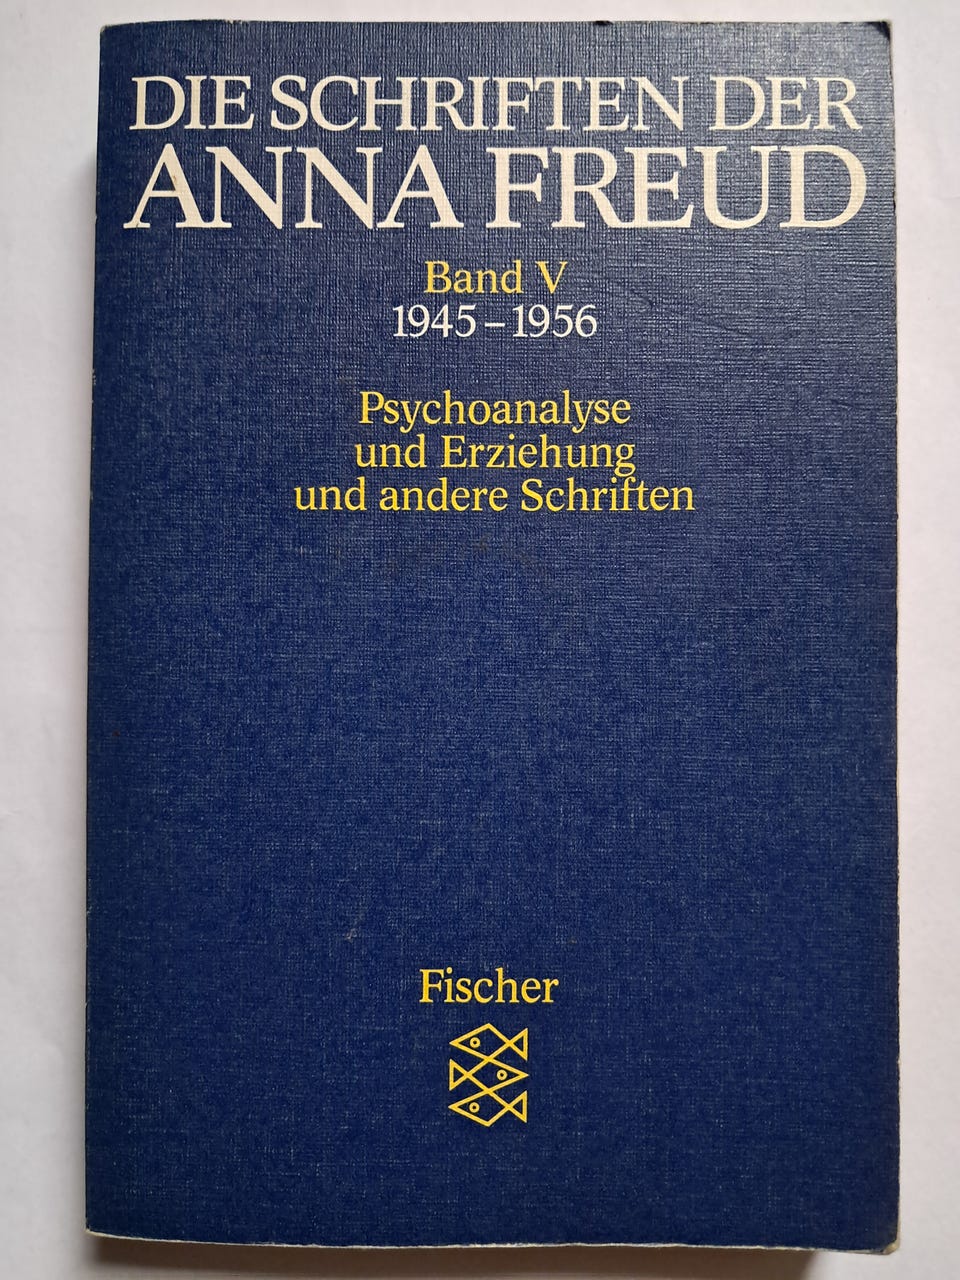 DIE SCHRIFTEN DER
ANNA FREUD
Band V
1945 – 1956
Psychoanalyse
und Erziehung
und andere Schriften
Fischer